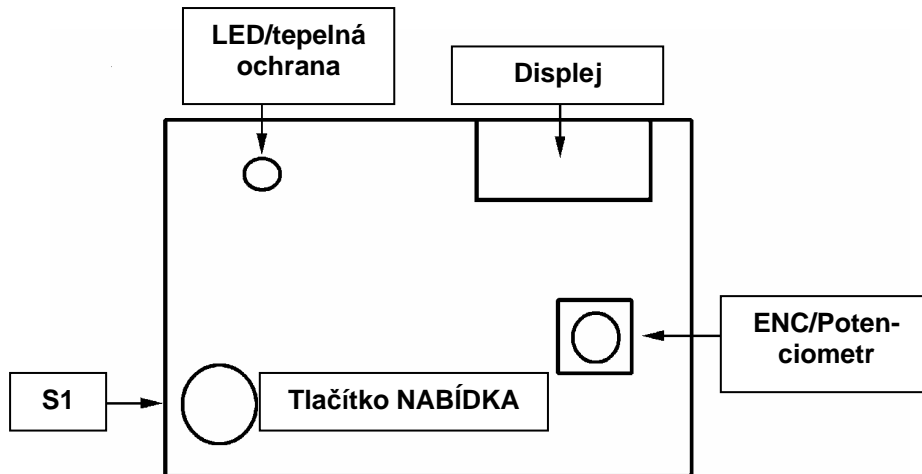 LED/tepelná
ochrana
Displej
ENC/Poten-
ciometr
S1
Tlačítko NABÍDKA